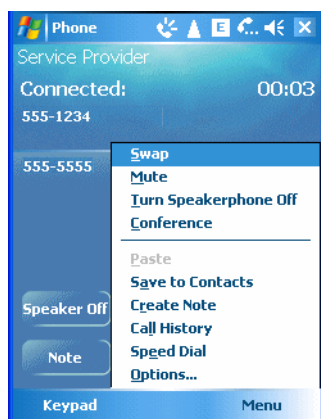 Phone
E
Service Provider
Connected: 00:03
555-1234
555-5555
Swap
Mute
Turn Speakerphone Off
Conference
Paste
Save to Contacts
Create Note
Call History
Speed Dial
Options...
Speaker Off
Note
Keypad Menu